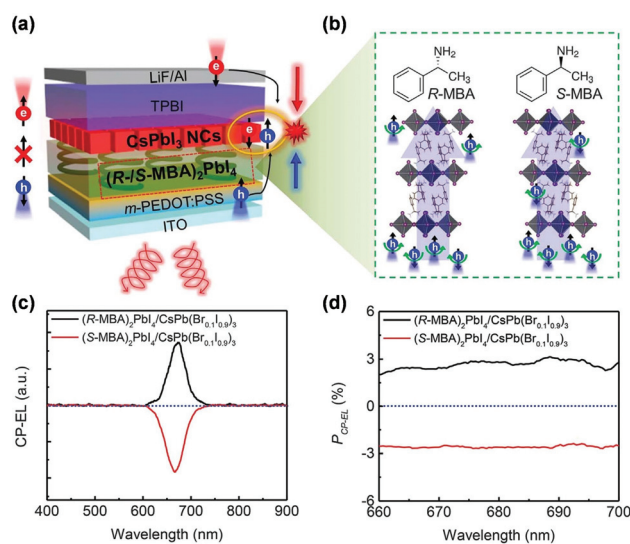 (a)
LiF/Al
TPBI
CsPbI3 NCs
(R-/S-MBA)2PbI4
m-PEDOT:PSS
ITO
e
e
e
h
h
h
(b)
NH2
CH3
R-MBA
NH2
CH3
S-MBA
h
h
h
h
h
h
h
h
h
h
h
h
(c)
(R-MBA)2PbI4/CsPb(Br0.1I0.9)3
(S-MBA)2PbI4/CsPb(Br0.1I0.9)3
CP-EL (a.u.)
400 500 600 700 800 900
Wavelength (nm)
(d)
(R-MBA)2PbI4/CsPb(Br0.1I0.9)3
(S-MBA)2PbI4/CsPb(Br0.1I0.9)3
PCP-EL (%)
6
3
0
-3
-6
660 670 680 690 700
Wavelength (nm)